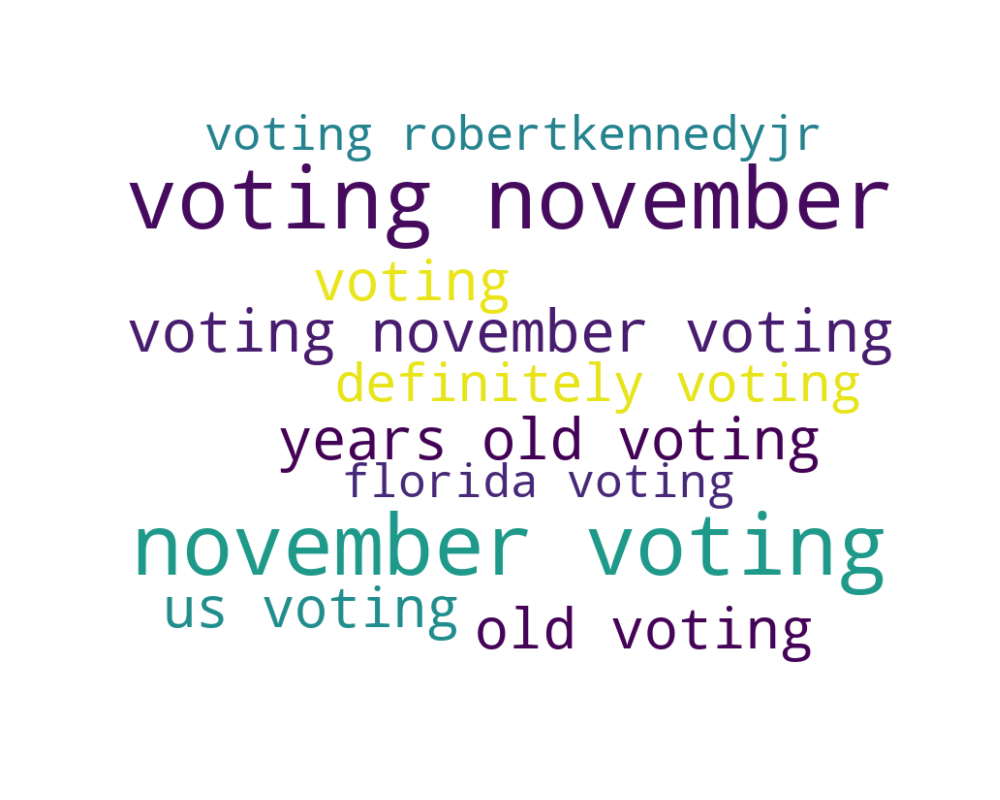 voting robertkennedyjr
voting november
voting
voting november voting
definitely voting
years old voting
florida voting
november voting
us voting
old voting